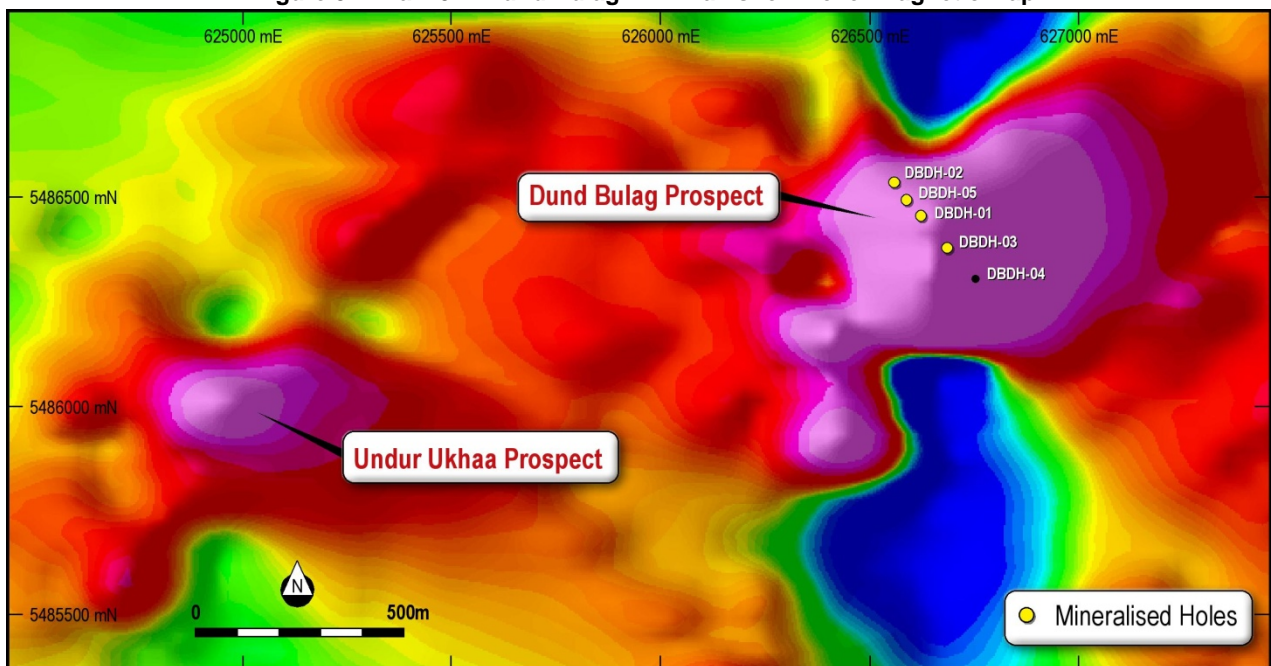 625000 mE
625500 mE
626000 mE
626500 mE
627000 mE
5486500 mN
5486000 mN
5485500 mN
Dund Bulag Prospect
DBDH-02
DBDH-05
DBDH-01
DBDH-03
DBDH-04
Undur Ukhaa Prospect
N
0
500m
Mineralised Holes